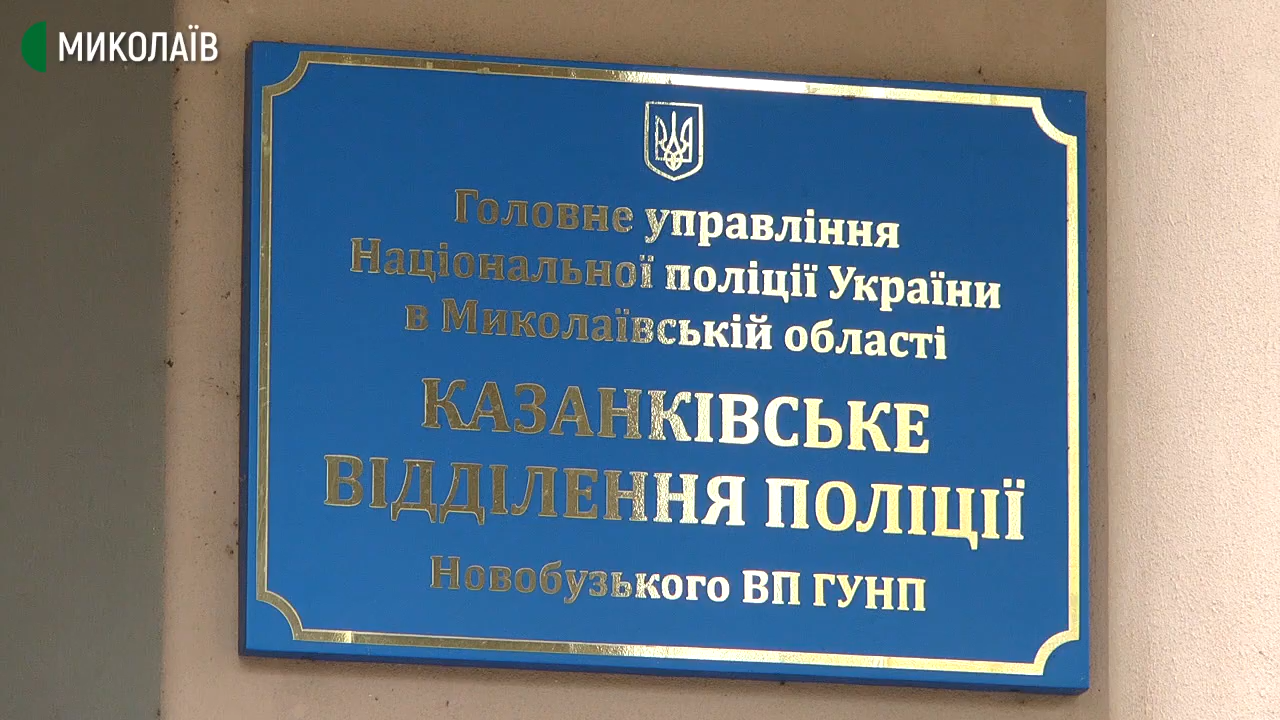 МИКОЛАЇВ
Головне управління
Національної поліції України
в Миколаївській області
КАЗАНКІВСЬКЕ
ВІДДІЛЕННЯ ПОЛІЦІЇ
Новобузького ВП ГУНП